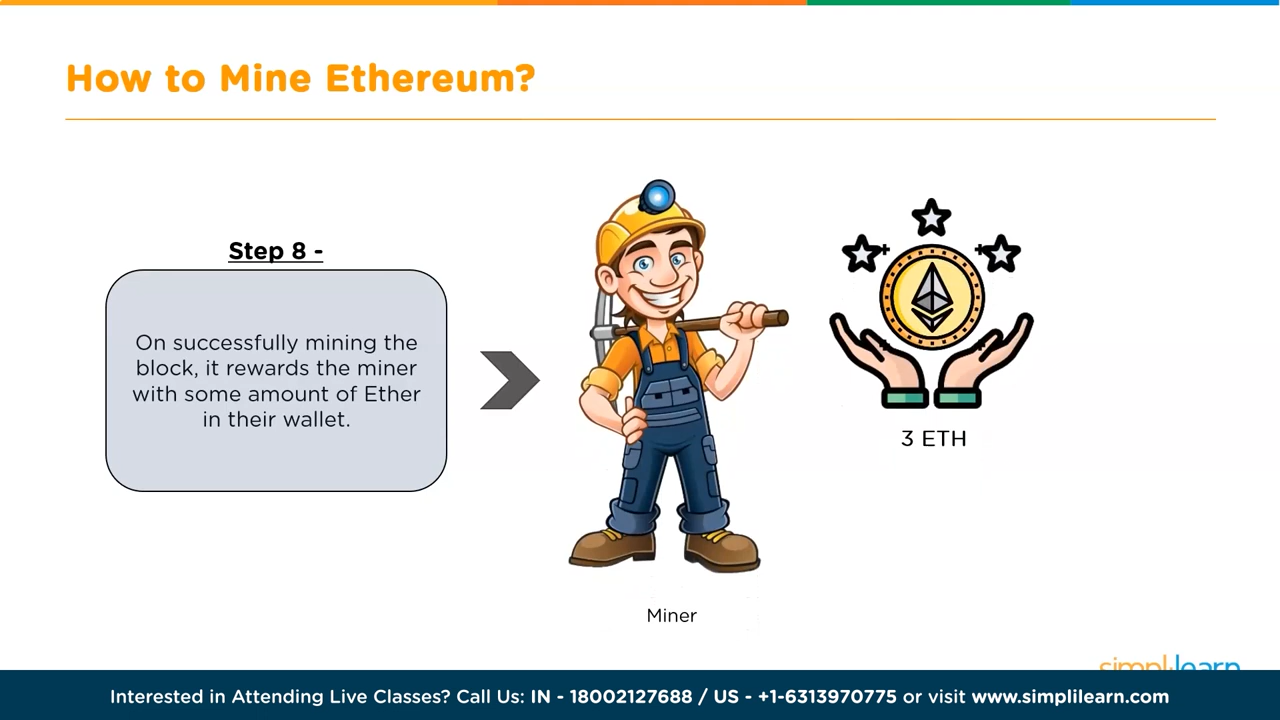 How to Mine Ethereum?
Step 8 -
On successfully mining the
block, it rewards the miner
with some amount of Ether
in their wallet.
3 ETH
Miner
simplilearn
Interested in Attending Live Classes? Call Us: IN - 18002127688 / US - +1-6313970775 or visit www.simplilearn.com